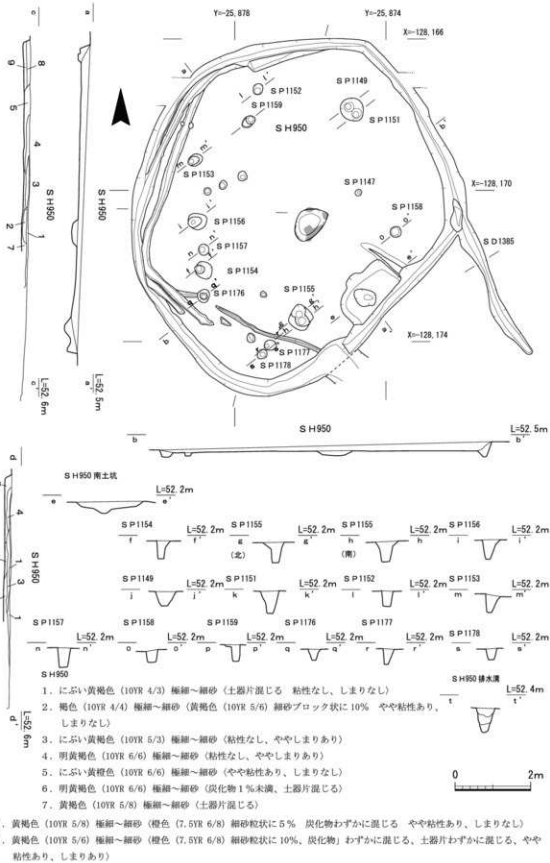 Y=-25, 878
Y=-25, 874
X=-128, 166
c
a
9
8
5
4
3
2
1
7
SH950
SH950
SP1152
SP1159
SP1149
SP1151
SH950
SP1153
SP1147
X=-128, 170
SP1158
SP1156
SP1157
SP1154
SP1155
SP1176
SD1385
SP1177
SP1178
X=-128, 174
L=52. 6m
c'
L=52. 5m
a'
SH950
b
L=52. 5m
b'
d
SH950 南土坑
L=52. 2m
e
e'
4
SH950
1
3
1
L=52. 6m
d'
SP1154
L=52. 2m
f
f'
SP1155
L=52. 2m
g
g'
(北)
SP1155
L=52. 2m
h
h
(南)
SP1156
L=52. 2m
i
i'
SP1149
L=52. 2m
j
j'
SP1151
L=52. 2m
k
k'
SP1152
L=52. 2m
l
l'
SP1153
L=52. 2m
m
m'
SP1157
L=52. 2m
n
n'
SP1158
L=52. 2m
o
o'
SP1159
L=52. 2m
p
p'
SP1176
L=52. 2m
q
q'
SP1177
L=52. 2m
r
r'
SP1178
L=52. 2m
s
s'
SH950
1．にぶい黄褐色（10YR 4/3）極細～細砂（土器片混じる　粘性なし、しまりなし）
2．褐色（10YR 4/4）極細～細砂（黄褐色（10YR 5/6）細砂ブロック状に10%　やや粘性あり、
しまりなし）
3．にぶい黄褐色（10YR 5/3）極細～細砂（粘性なし、ややしまりあり）
4．明黄褐色（10YR 6/6）極細～細砂（粘性なし、ややしまりあり）
5．にぶい黄橙色（10YR 6/6）極細～細砂（やや粘性あり、しまりなし）
6．明黄褐色（10YR 6/6）極細～細砂（炭化物1％未満、土器片混じる）
7．黄褐色（10YR 5/8）極細～細砂（土器片混じる）
．黄褐色（10YR 5/8）極細～細砂（橙色（7.5YR 6/8）細砂粒状に5％　炭化物わずかに混じる　やや粘性あり、しまりなし）
．黄褐色（10YR 5/6）極細～細砂（橙色（7.5YR 6/8）細砂粒状に10％、炭化物」わずかに混じる、土器片わずかに混じる、やや
粘性あり、しまりあり）
SH950 排水溝
L=52. 4m
t
t'
0
2m